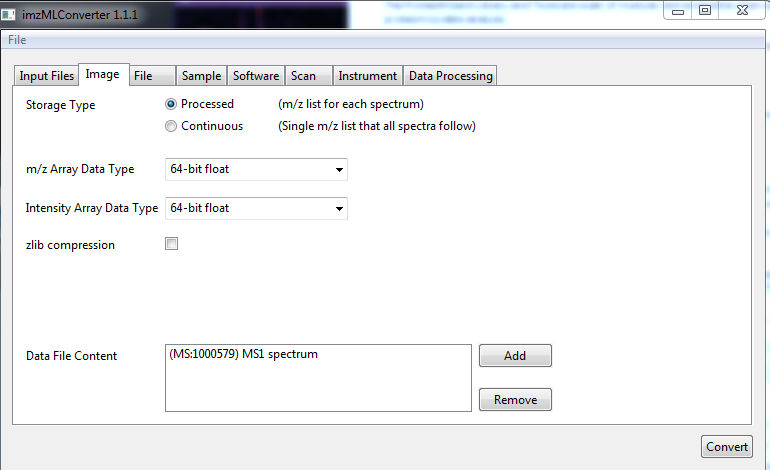 imzMLConverter 1.1.1
File
Input Files Image File Sample Software Scan Instrument Data Processing
Storage Type Processed (m/z list for each spectrum)
Continuous (Single m/z list that all spectra follow)
m/z Array Data Type 64-bit float
Intensity Array Data Type 64-bit float
zlib compression
Data File Content (MS:1000579) MS1 spectrum Add
Remove
Convert